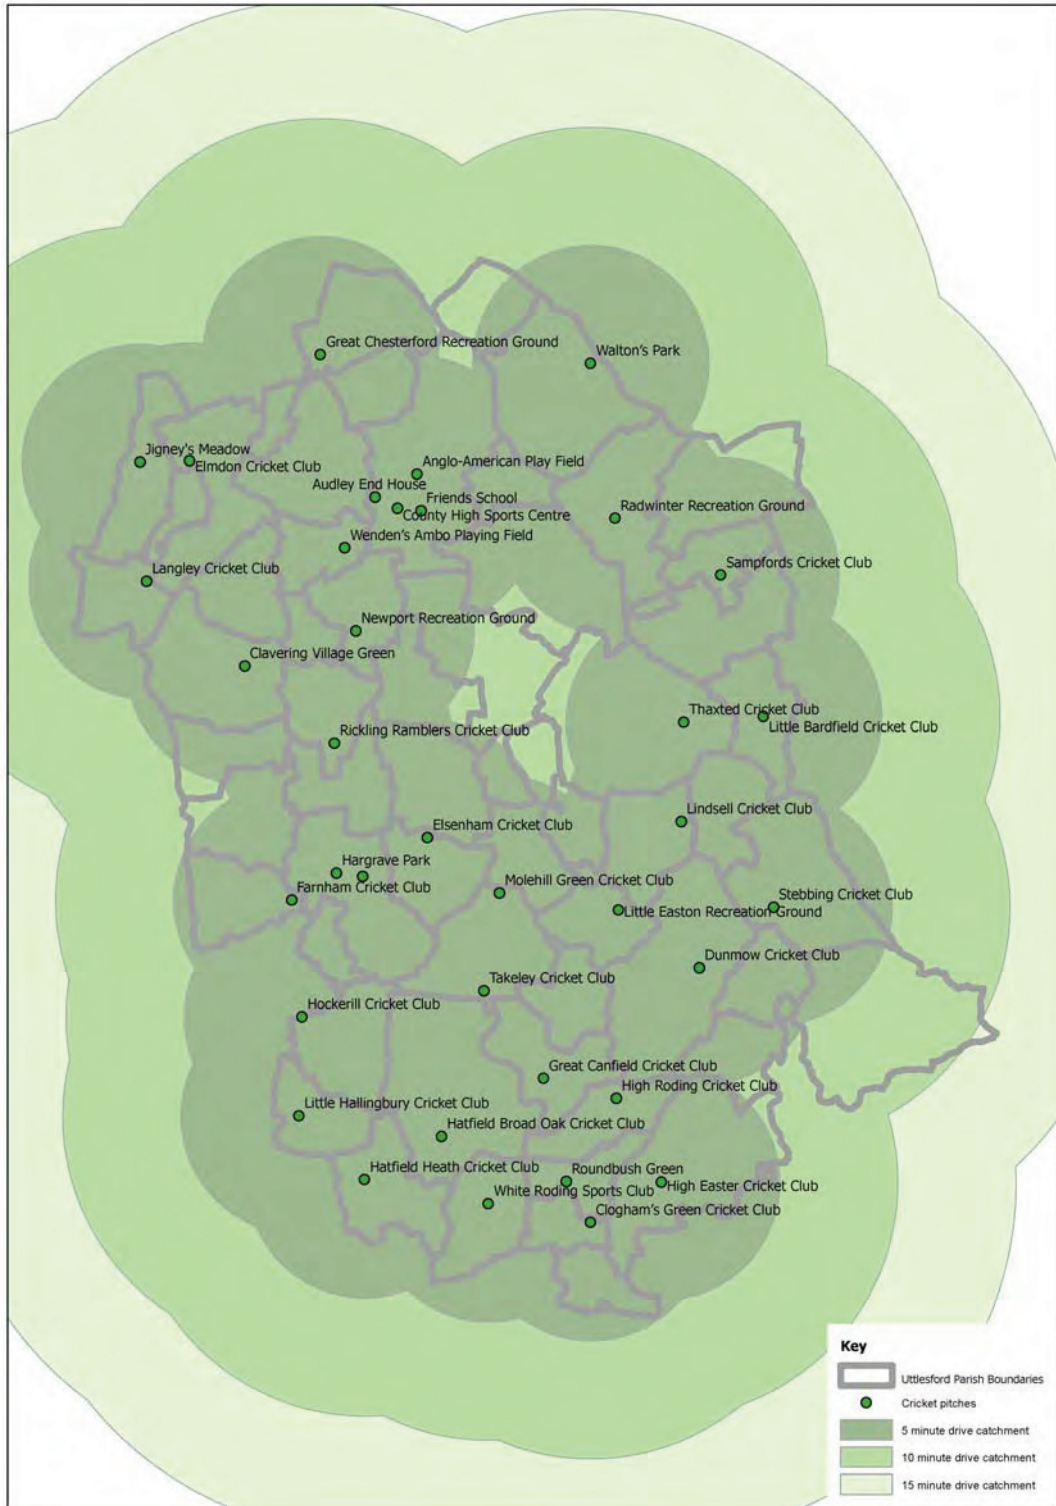 Great Chesterford Recreation Ground
Walton's Park
Jigney's Meadow
Elmdon Cricket Club
Anglo-American Play Field
Audley End House
Friends School
County High Sports Centre
Radwinter Recreation Ground
Wenden's Ambo Playing Field
Sampfords Cricket Club
Langley Cricket Club
Newport Recreation Ground
Clavering Village Green
Thaxted Cricket Club
Little Bardfield Cricket Club
Rickling Ramblers Cricket Club
Lindsell Cricket Club
Elsenham Cricket Club
Hargrave Park
Farnham Cricket Club
Molehill Green Cricket Club
Stebbing Cricket Club
Little Easton Recreation Ground
Dunmow Cricket Club
Takeley Cricket Club
Hockerill Cricket Club
Great Canfield Cricket Club
High Roding Cricket Club
Little Hallingbury Cricket Club
Hatfield Broad Oak Cricket Club
Hatfield Heath Cricket Club
Roundbush Green
White Roding Sports Club
High Easter Cricket Club
Clogham's Green Cricket Club
Key
Uttlesford Parish Boundaries
Cricket pitches
5 minute drive catchment
10 minute drive catchment
15 minute drive catchment